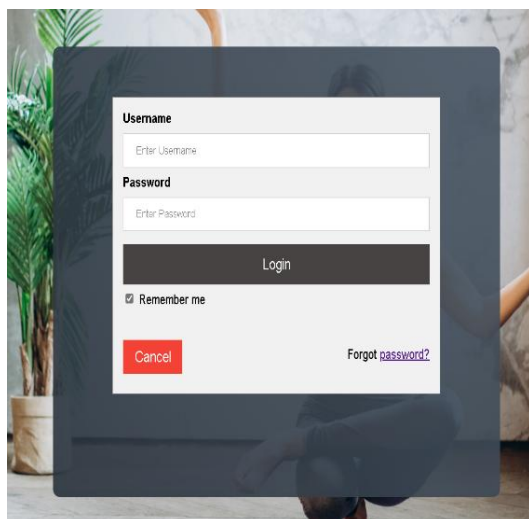 Username
Enter Username
Password
Enter Password
Login
Remember me
Cancel
Forgot password?